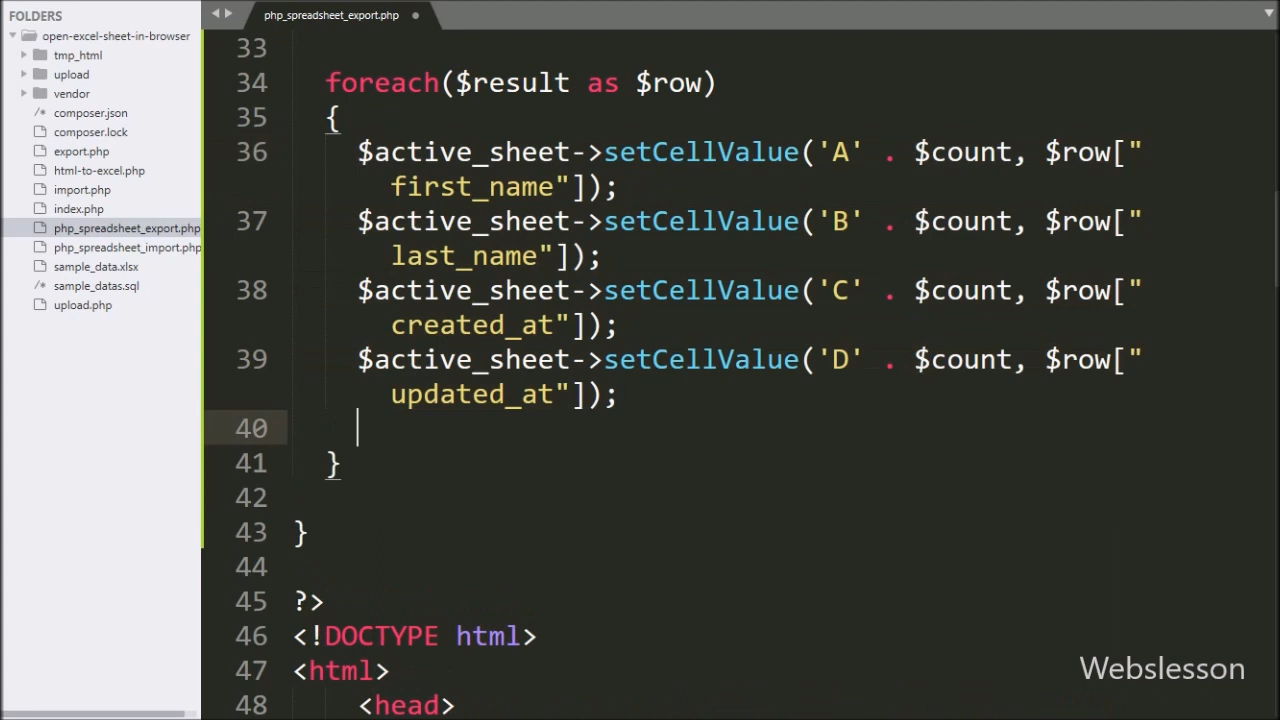 FOLDERS
open-excel-sheet-in-browser
tmp_html
upload
vendor
/* composer.json
composer.lock
export.php
html-to-excel.php
import.php
index.php
php_spreadsheet_export.php
php_spreadsheet_import.php
sample_data.xlsx
/* sample_datas.sql
upload.php
php_spreadsheet_export.php
33
34 foreach($result as $row)
35 {
36 $active_sheet->setCellValue('A' . $count, $row["
first_name"]);
37 $active_sheet->setCellValue('B' . $count, $row["
last_name"]);
38 $active_sheet->setCellValue('C' . $count, $row["
created_at"]);
39 $active_sheet->setCellValue('D' . $count, $row["
updated_at"]);
40
41 }
42
43 }
44
45 ?>
46 <!DOCTYPE html>
47 <html>
48 <head>
Webslesson